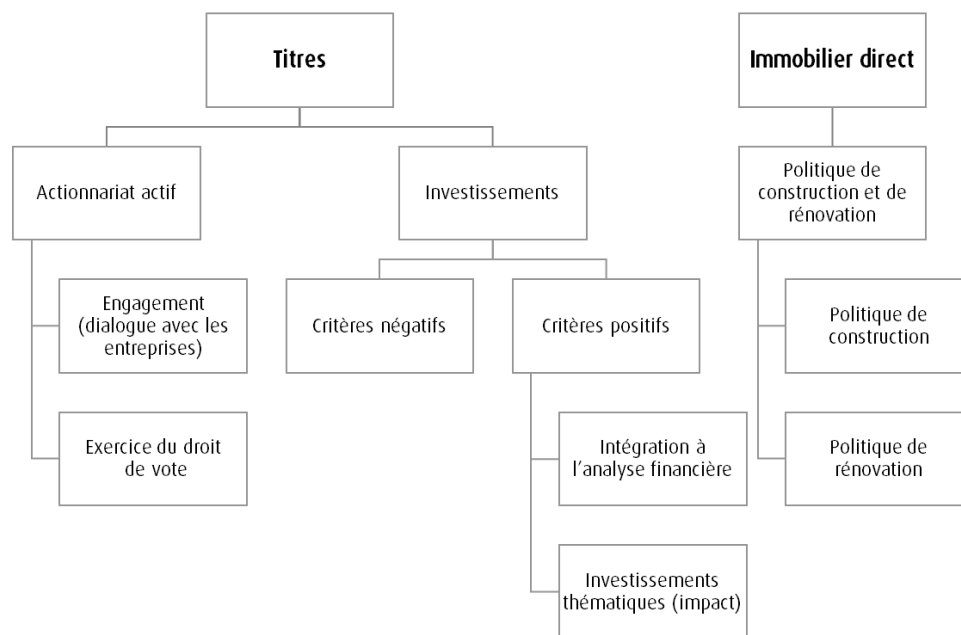 Titres
Immobilier direct
Actionnariat actif
Investissements
Politique de
construction et de
rénovation
Engagement
(dialogue avec les
entreprises)
Critères négatifs
Critères positifs
Politique de
construction
Exercice du droit
de vote
Intégration à
l'analyse financière
Politique de
rénovation
Investissements
thématiques (impact)